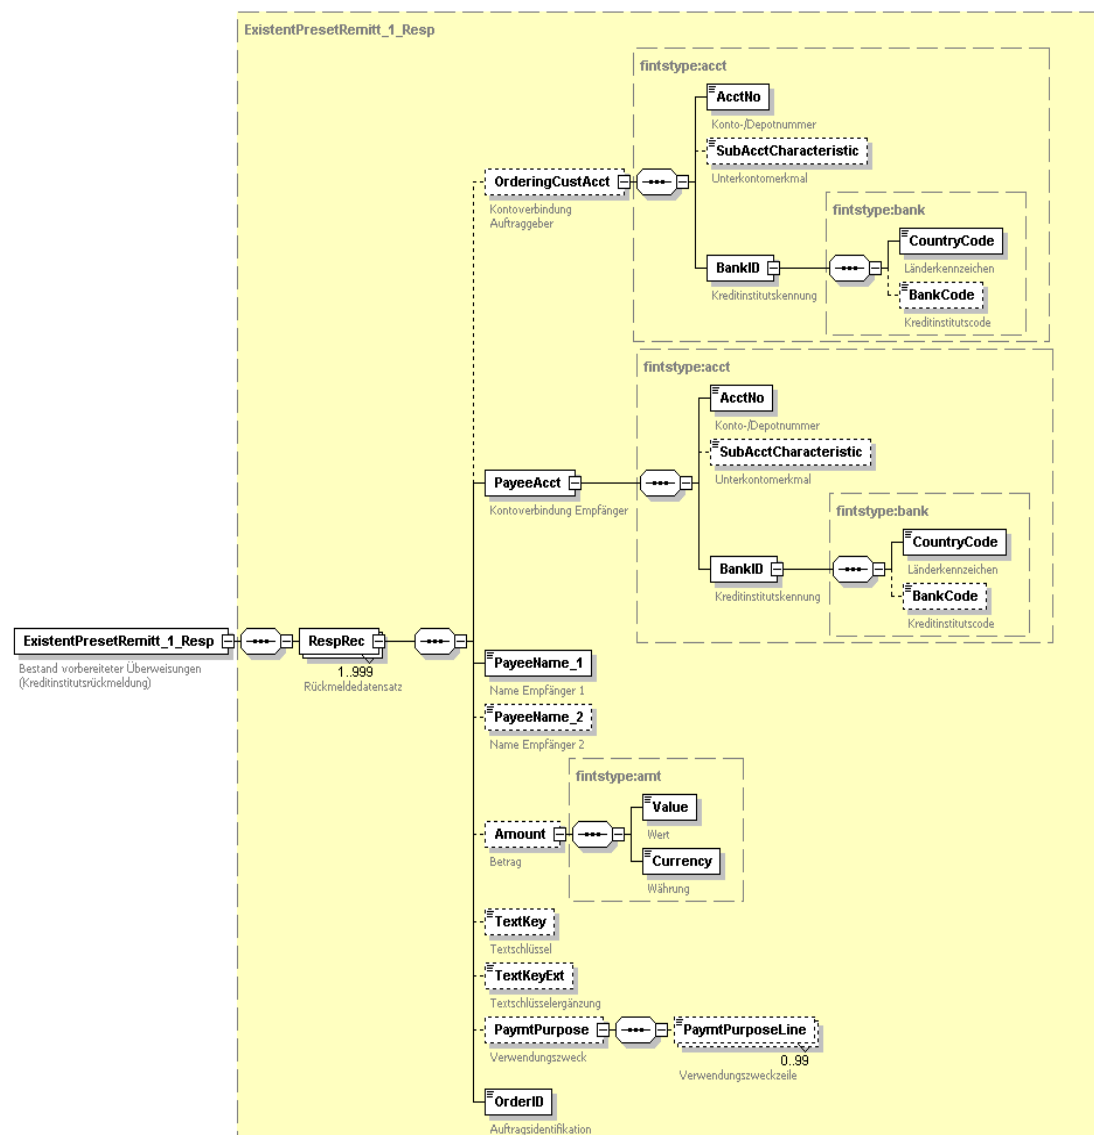 ExistentPresetRemitt_1_Resp
fintstype:acct
AcctNo
Konto-/Depotnummer
SubAcctCharacteristic
Unterkontomerkmal
OrderingCustAcct
Kontoverbindung
Auftraggeber
fintstype:bank
CountryCode
Länderkennzeichen
BankID
Kreditinstitutskennung
BankCode
Kreditinstitutscode
fintstype:acct
AcctNo
Konto-/Depotnummer
SubAcctCharacteristic
Unterkontomerkmal
PayeeAcct
Kontoverbindung Empfänger
fintstype:bank
CountryCode
Länderkennzeichen
BankID
Kreditinstitutskennung
BankCode
Kreditinstitutscode
ExistentPresetRemitt_1_Resp
Bestand vorbereiteter Überweisungen
(Kreditinstitutsrückmeldung)
RespRec
1..999
Rückmeldedatensatz
PayeeName_1
Name Empfänger 1
PayeeName_2
Name Empfänger 2
fintstype:amt
Value
Wert
Amount
Betrag
Currency
Währung
TextKey
Textschlüssel
TextKeyExt
Textschlüsselergänzung
PaymtPurpose
Verwendungszweck
PaymtPurposeLine
0..99
Verwendungszweckzeile
OrderID
Auftragsidentifikation